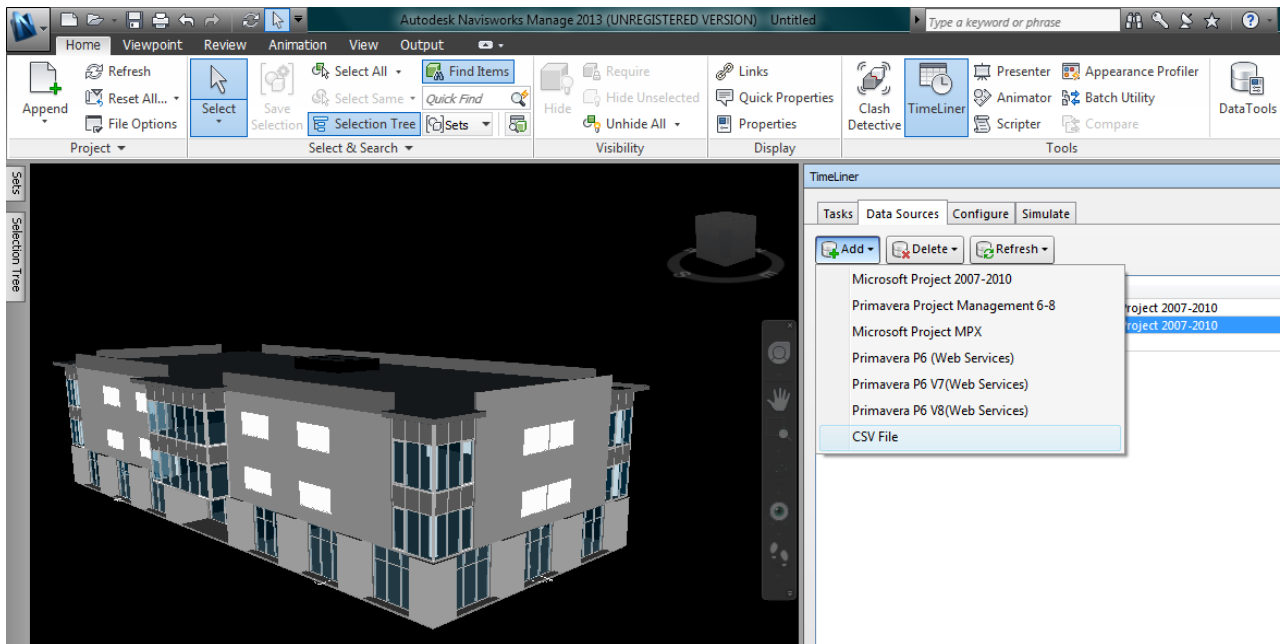 Autodesk Navisworks Manage 2013 (UNREGISTERED VERSION) Untitled
Type a keyword or phrase
Home Viewpoint Review Animation View Output
Append
Refresh
Reset All...
File Options
Project
Select
Save Selection
Select All
Select Same
Selection Tree
Find Items
Quick Find
Sets
Select & Search
Hide
Require
Hide Unselected
Unhide All
Visibility
Links
Quick Properties
Properties
Display
Clash Detective
TimeLiner
Presenter
Animator
Scripter
Appearance Profiler
Batch Utility
Compare
DataTools
Tools
Sets
Selection Tree
TimeLiner
Tasks Data Sources Configure Simulate
Add Delete Refresh
Microsoft Project 2007-2010
Primavera Project Management 6-8
Microsoft Project MPX
Primavera P6 (Web Services)
Primavera P6 V7(Web Services)
Primavera P6 V8(Web Services)
CSV File
Project 2007-2010
Project 2007-2010